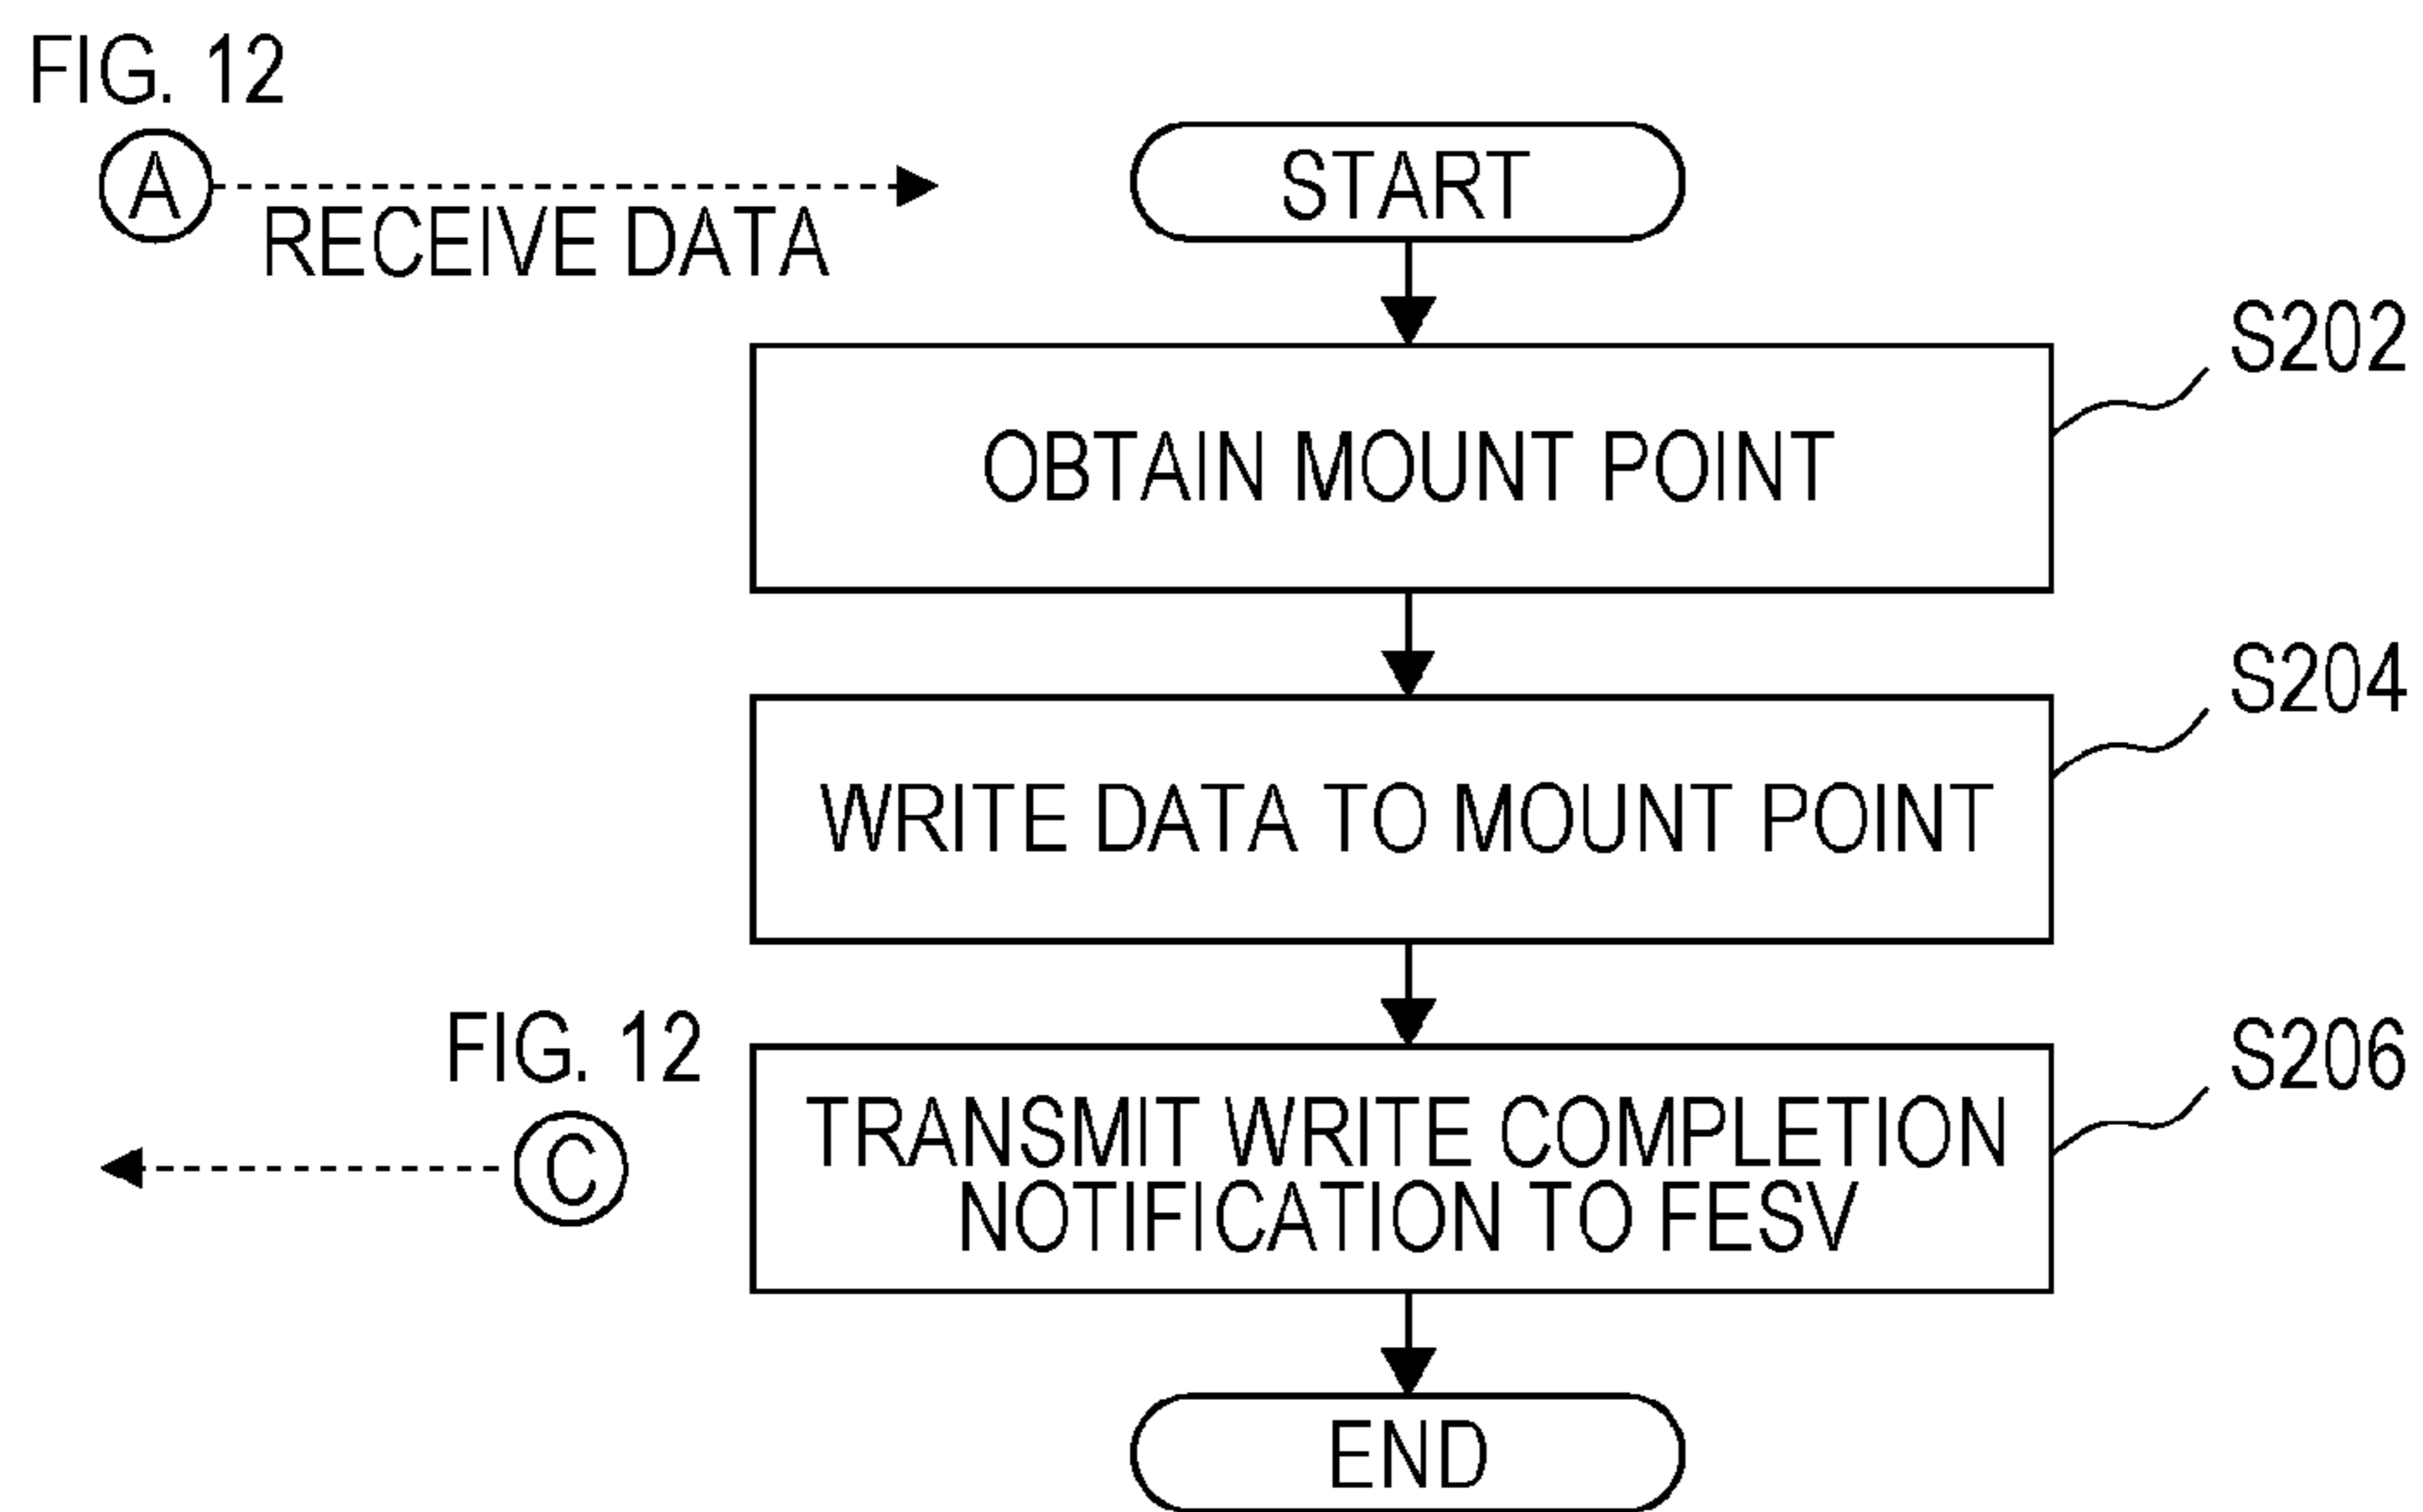 FIG. 12
A
RECEIVE DATA
START
S202
OBTAIN MOUNT POINT
S204
WRITE DATA TO MOUNT POINT
FIG. 12
C
S206
TRANSMIT WRITE COMPLETION
NOTIFICATION TO FESV
END